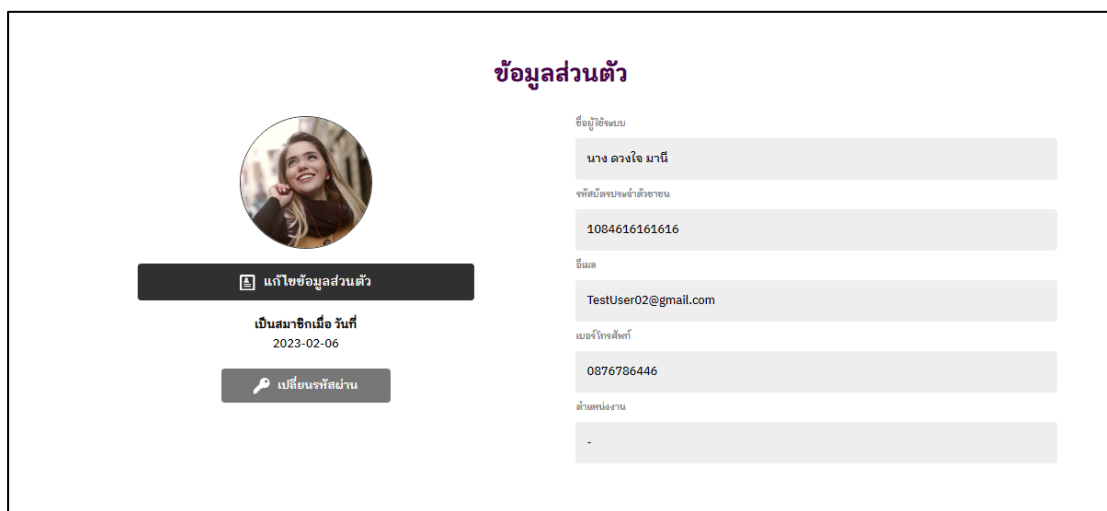 ข้อมูลส่วนตัว
ชื่อผู้ใช้ระบบ
นาง ดวงใจ มานี
รหัสบัตรประจำตัวชาชน
1084616161616
อีเมล
TestUser02@gmail.com
เบอร์โทรศัพท์
0876786446
ตำแหน่งงาน
-
แก้ไขข้อมูลส่วนตัว
เป็นสมาชิกเมื่อ วันที่
2023-02-06
เปลี่ยนรหัสผ่าน